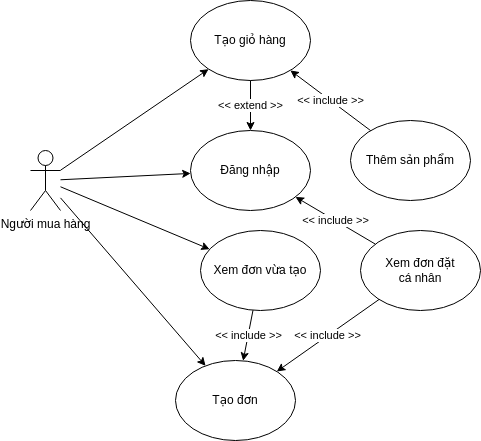 Tạo giỏ hàng
<< include >>
<< extend >>
Thêm sản phẩm
Đăng nhập
Người mua hàng
<< include >>
Xem đơn vừa tạo
Xem đơn đặt
cá nhân
<< include >>
<< include >>
Tạo đơn